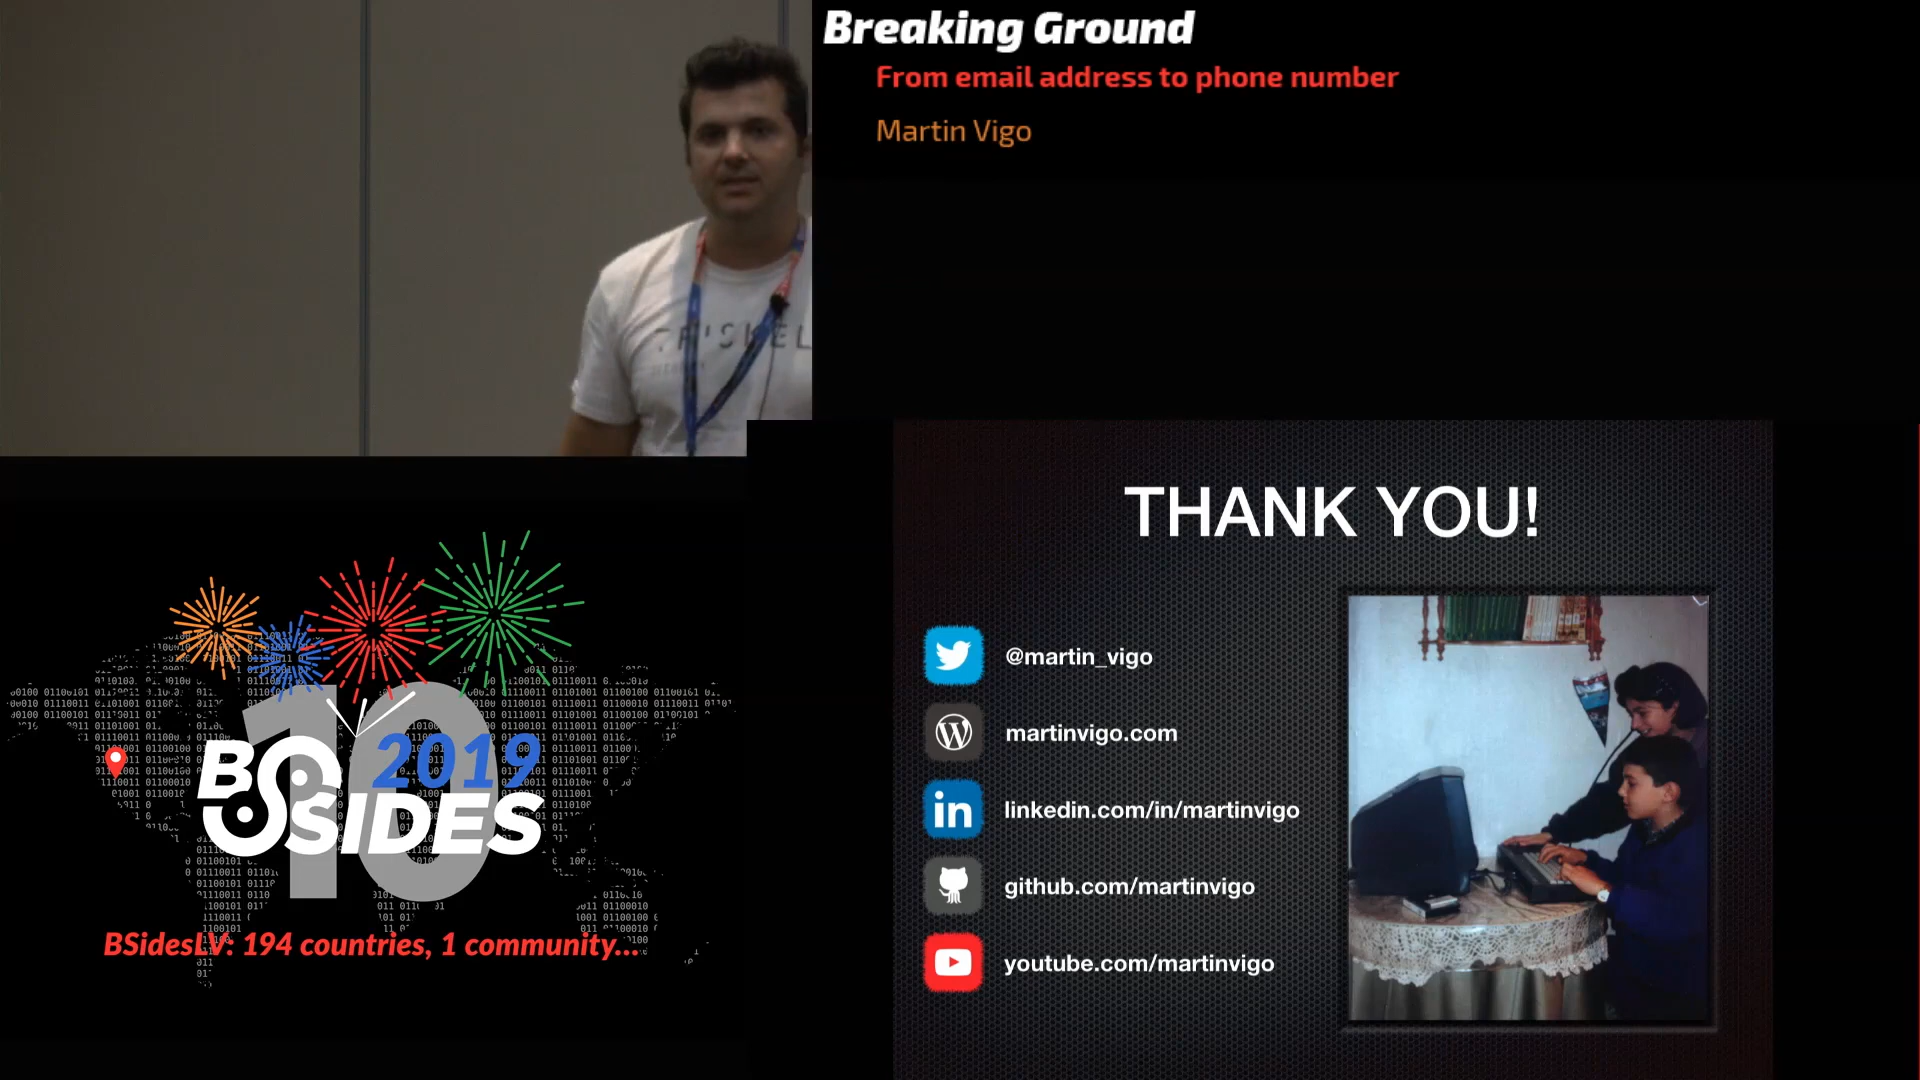 Breaking Ground
From email address to phone number
Martin Vigo
THANK YOU!
@martin_vigo
martinvigo.com
linkedin.com/in/martinvigo
github.com/martinvigo
youtube.com/martinvigo
10
2019
BSIDES
BSidesLV: 194 countries, 1 community...